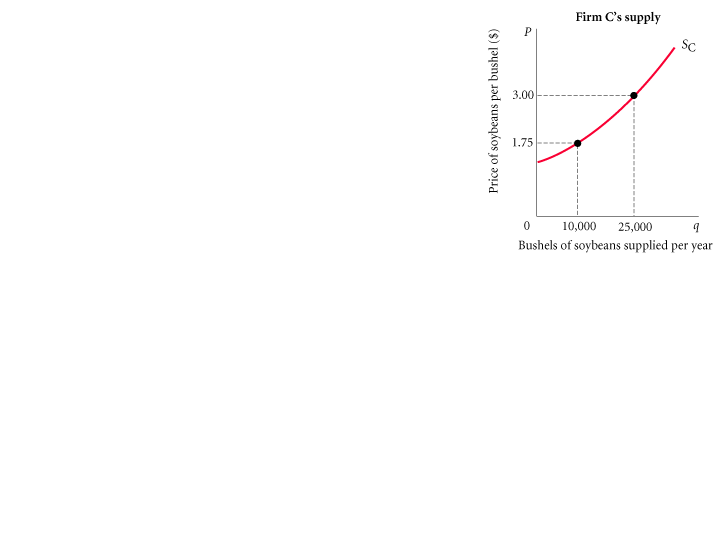 Firm C's supply
Price of soybeans per bushel ($)
P
SC
3.00
1.75
0
10,000
25,000
q
Bushels of soybeans supplied per year